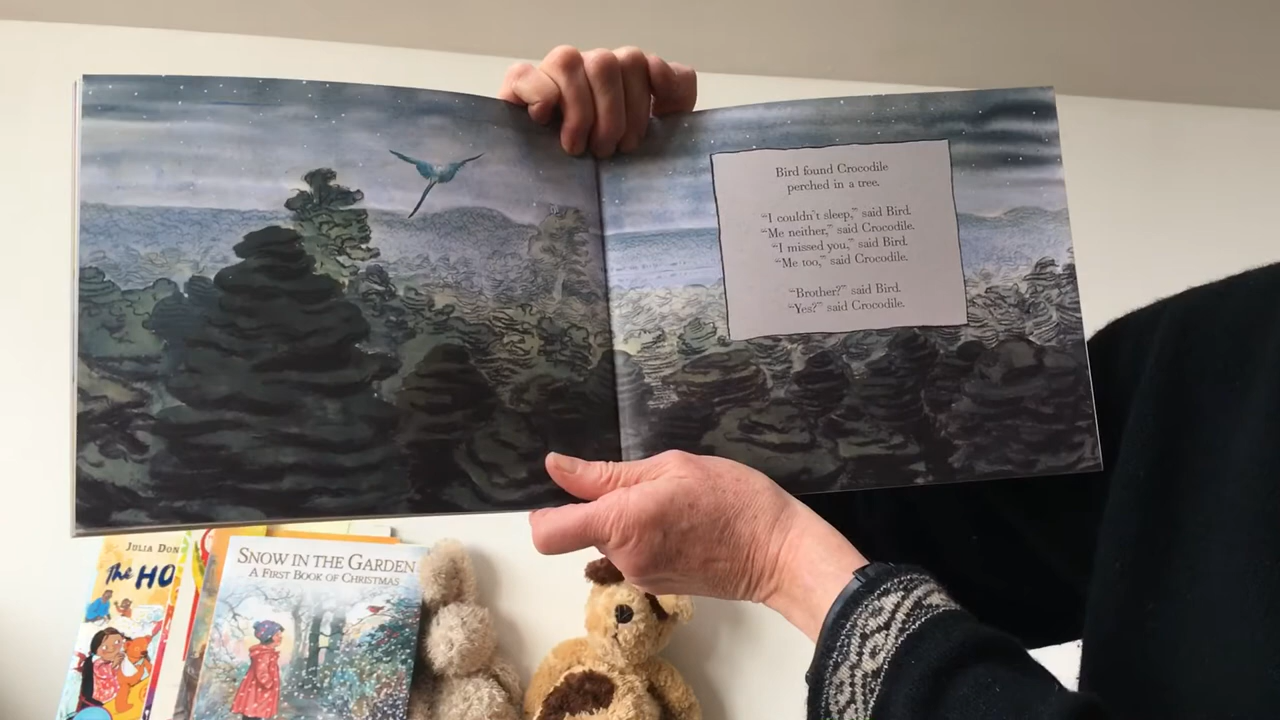 Bird found Crocodile
perched in a tree.
“I couldn't sleep,” said Bird.
“Me neither,” said Crocodile.
“I missed you,” said Bird.
“Me too,” said Crocodile.
“Brother?” said Bird.
“Yes?” said Crocodile.
JULIA DON
The HO
SNOW IN THE GARDEN
A FIRST BOOK OF CHRISTMAS